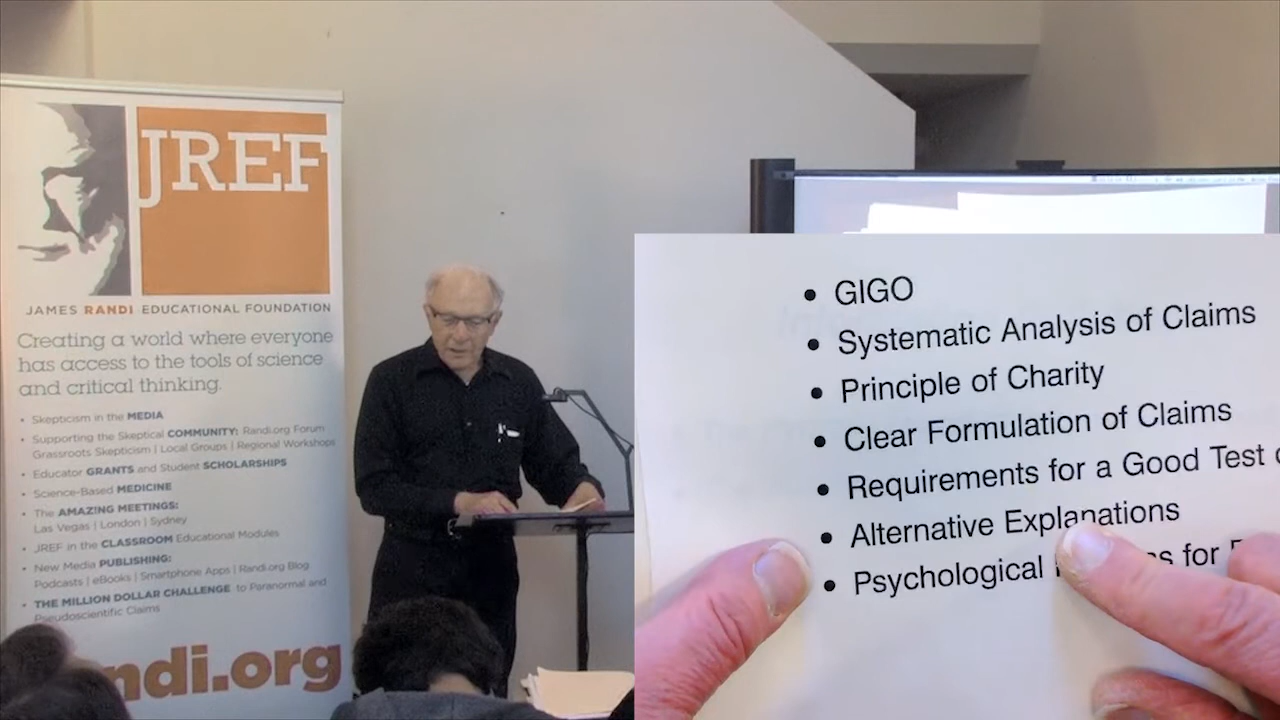 JREF
JAMES RANDI EDUCATIONAL FOUNDATION
Creating a world where everyone
has access to the tools of science
and critical thinking.
• Skepticism in the MEDIA
• Supporting the Skeptical COMMUNITY: Randi.org Forum
Grassroots Skepticism | Local Groups | Regional Workshops
• Educator GRANTS and Student SCHOLARSHIPS
• Science-Based MEDICINE
• The AMAZING MEETINGS:
Las Vegas | London | Sydney
• JREF in the CLASSROOM Educational Modules
• New Media PUBLISHING:
Podcasts | eBooks | Smartphone Apps | Randi.org Blog
• THE MILLION DOLLAR CHALLENGE to Paranormal and
Pseudoscientific Claims
ndi.org
• GIGO
• Systematic Analysis of Claims
• Principle of Charity
• Clear Formulation of Claims
• Requirements for a Good Test
• Alternative Explanations
• Psychological for